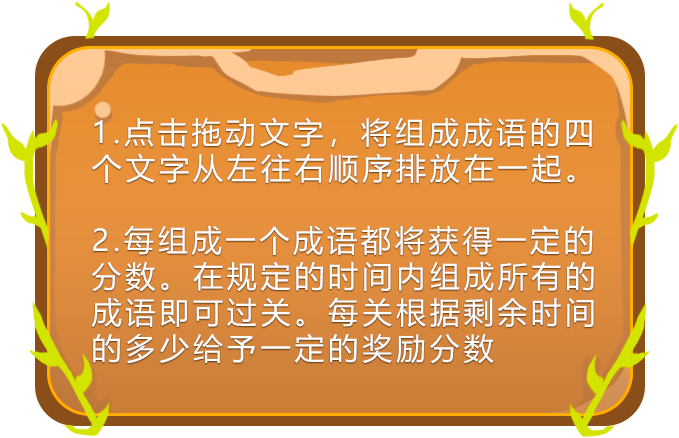 1.点击拖动文字，将组成成语的四
个文字从左往右顺序排放在一起。
2.每组成一个成语都将获得一定的
分数。在规定的时间内组成所有的
成语即可过关。每关根据剩余时间
的多少给予一定的奖励分数